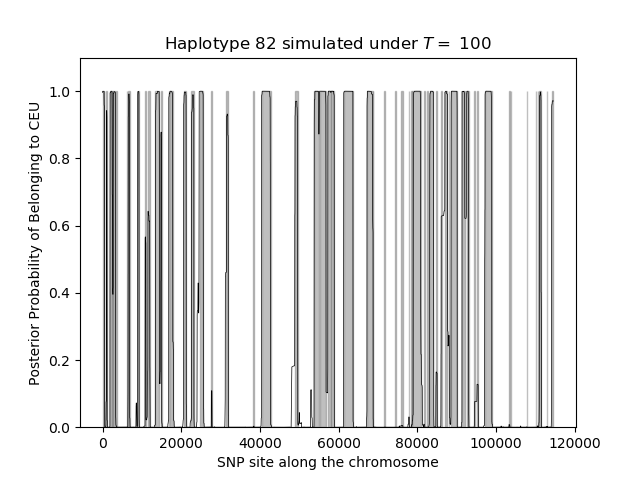 Haplotype 82 simulated under T = 100
Posterior Probability of Belonging to CEU
1.0
0.8
0.6
0.4
0.2
0.0
0 20000 40000 60000 80000 100000 120000
SNP site along the chromosome